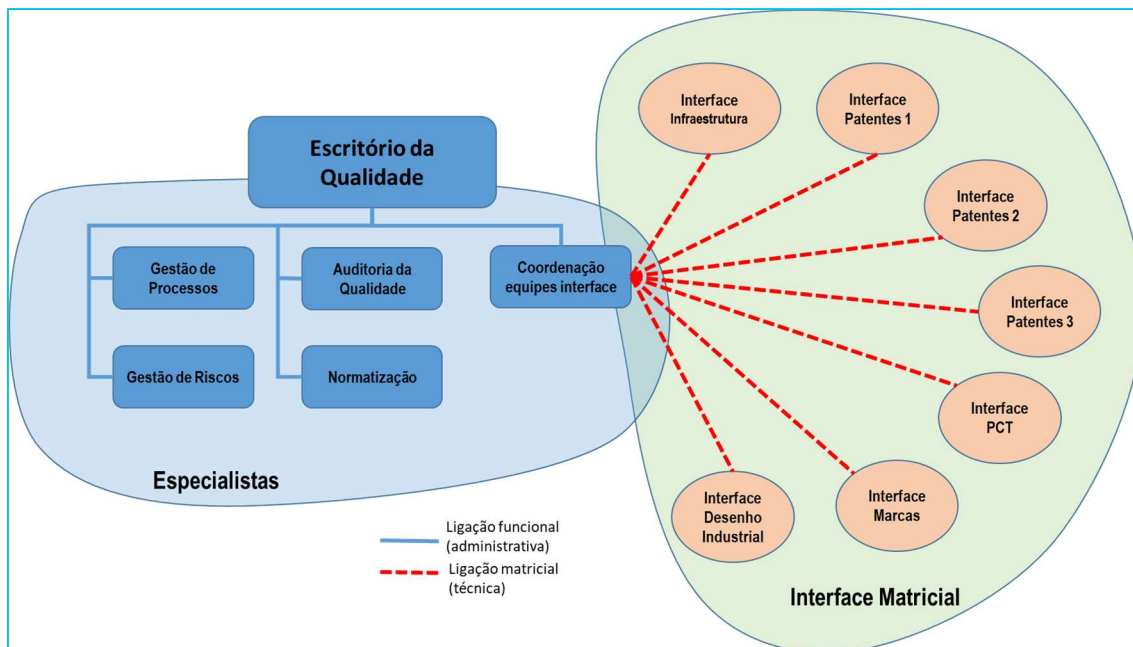 Escritório da
Qualidade
Gestão de
Processos
Auditoria da
Qualidade
Coordenação
equipes interface
Gestão de Riscos
Normatização
Especialistas
Ligação funcional
(administrativa)
Ligação matricial
(técnica)
Interface
Infraestrutura
Interface
Patentes 1
Interface
Patentes 2
Interface
Patentes 3
Interface
PCT
Interface
Marcas
Interface
Desenho
Industrial
Interface Matricial